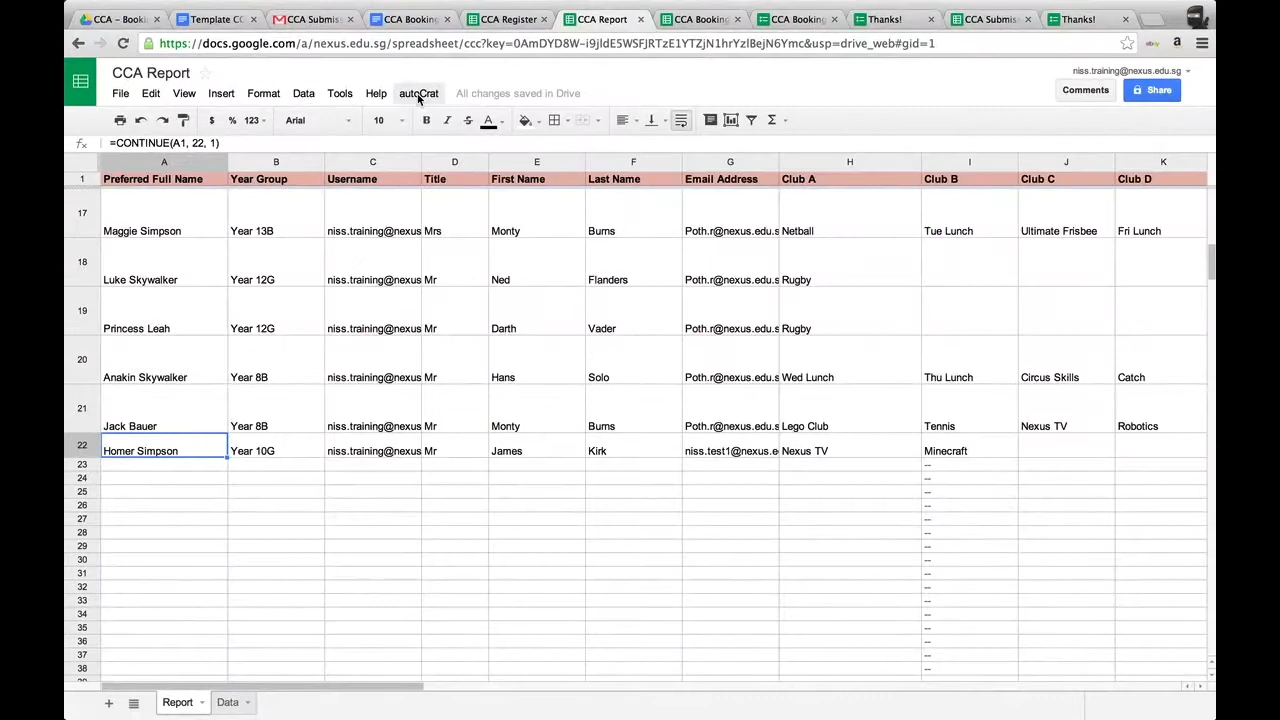 CCA – Booki
Template CC
CCA Submiss
CCA Booking
CCA Register
CCA Report
CCA Booking
CCA Booking
Thanks!
CCA Submis
Thanks!
https://docs.google.com/a/nexus.edu.sg/spreadsheet/ccc?key=0AmDYD8W-i9jldE5WSFJRTzE1YTZjN1hrYzlBejN6Ymc&usp=drive_web#gid=1
CCA Report
niss.training@nexus.edu.sg
File Edit View Insert Format Data Tools Help autoCrat All changes saved in Drive
Comments Share
$ % 123 Arial 10 B I S A Σ
fx =CONTINUE(A1, 22, 1)
A B C D E F G H I J K
1 Preferred Full Name Year Group Username Title First Name Last Name Email Address Club A Club B Club C Club D
17 Maggie Simpson Year 13B niss.training@nexus Mrs Monty Burns Poth.r@nexus.edu.s Netball Tue Lunch Ultimate Frisbee Fri Lunch
18 Luke Skywalker Year 12G niss.training@nexus Mr Ned Flanders Poth.r@nexus.edu.s Rugby
19 Princess Leah Year 12G niss.training@nexus Mr Darth Vader Poth.r@nexus.edu.s Rugby
20 Anakin Skywalker Year 8B niss.training@nexus Mr Hans Solo Poth.r@nexus.edu.s Wed Lunch Thu Lunch Circus Skills Catch
21 Jack Bauer Year 8B niss.training@nexus Mr Monty Burns Poth.r@nexus.edu.s Lego Club Tennis Nexus TV Robotics
22 Homer Simpson Year 10G niss.training@nexus Mr James Kirk niss.test1@nexus.e Nexus TV Minecraft
23 --
24 --
25 --
26 --
27 --
28 --
29 --
30 --
31 --
32 --
33 --
34 --
35 --
36 --
37 --
38 --
Report Data